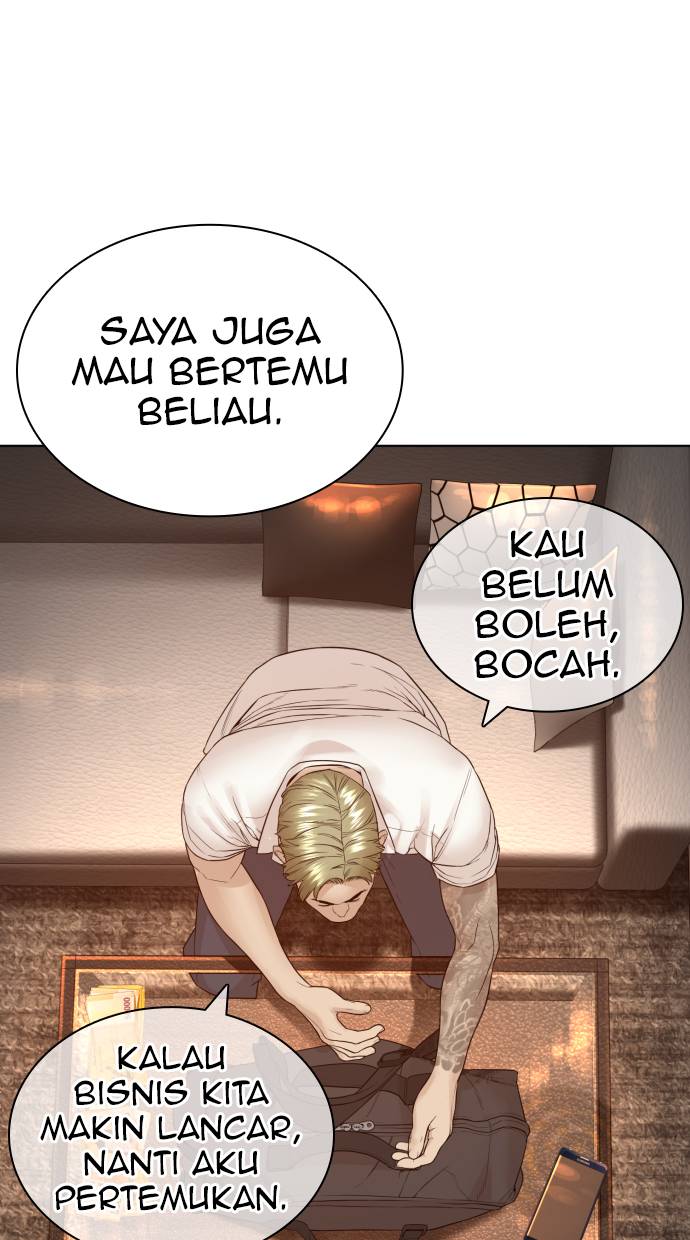 SAYA JUGA
MAU BERTEMU
BELIAU.
KAU
BELUM
BOLEH,
BOCAH.
KALAU
BISNIS KITA
MAKIN LANCAR,
NANTI AKU
PERTEMUKAN.